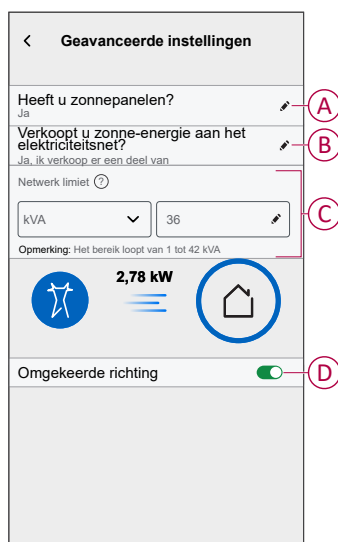 Geavanceerde instellingen
Heeft u zonnepanelen?
Ja
A
Verkoopt u zonne-energie aan het
elektriciteitsnet?
Ja, ik verkoop er een deel van
B
Netwerk limiet ?
kVA 36
C
Opmerking: Het bereik loopt van 1 tot 42 kVA
2,78 kW
Omgekeerde richting
D